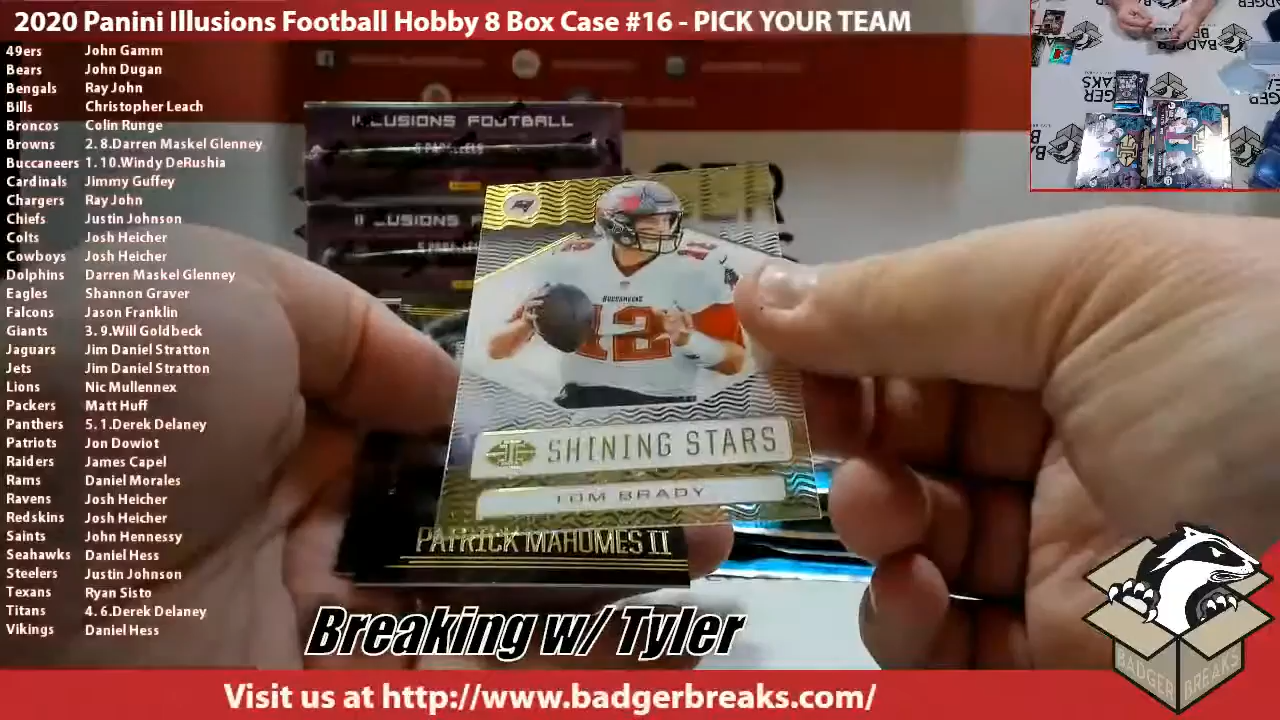 2020 Panini Illusions Football Hobby 8 Box Case #16 - PICK YOUR TEAM
49ers John Gamm
Bears John Dugan
Bengals Ray John
Bills Christopher Leach
Broncos Colin Runge
Browns 2. 8.Darren Maskel Glenney
Buccaneers 1. 10.Windy DeRushia
Cardinals Jimmy Guffey
Chargers Ray John
Chiefs Justin Johnson
Colts Josh Heicher
Cowboys Josh Heicher
Dolphins Darren Maskel Glenney
Eagles Shannon Graver
Falcons Jason Franklin
Giants 3. 9.Will Goldbeck
Jaguars Jim Daniel Stratton
Jets Jim Daniel Stratton
Lions Nic Mullennex
Packers Matt Huff
Panthers 5. 1.Derek Delaney
Patriots Jon Dowiot
Raiders James Capel
Rams Daniel Morales
Ravens Josh Heicher
Redskins Josh Heicher
Saints John Hennessy
Seahawks Daniel Hess
Steelers Justin Johnson
Texans Ryan Sisto
Titans 4. 6.Derek Delaney
Vikings Daniel Hess
ILLUSIONS FOOTBALL
BUCCANEERS
12
SHINING STARS
TOM BRADY
PATRICK MAHOMES II
Breaking w/ Tyler
BADGER BREAKS
Visit us at http://www.badgerbreaks.com/